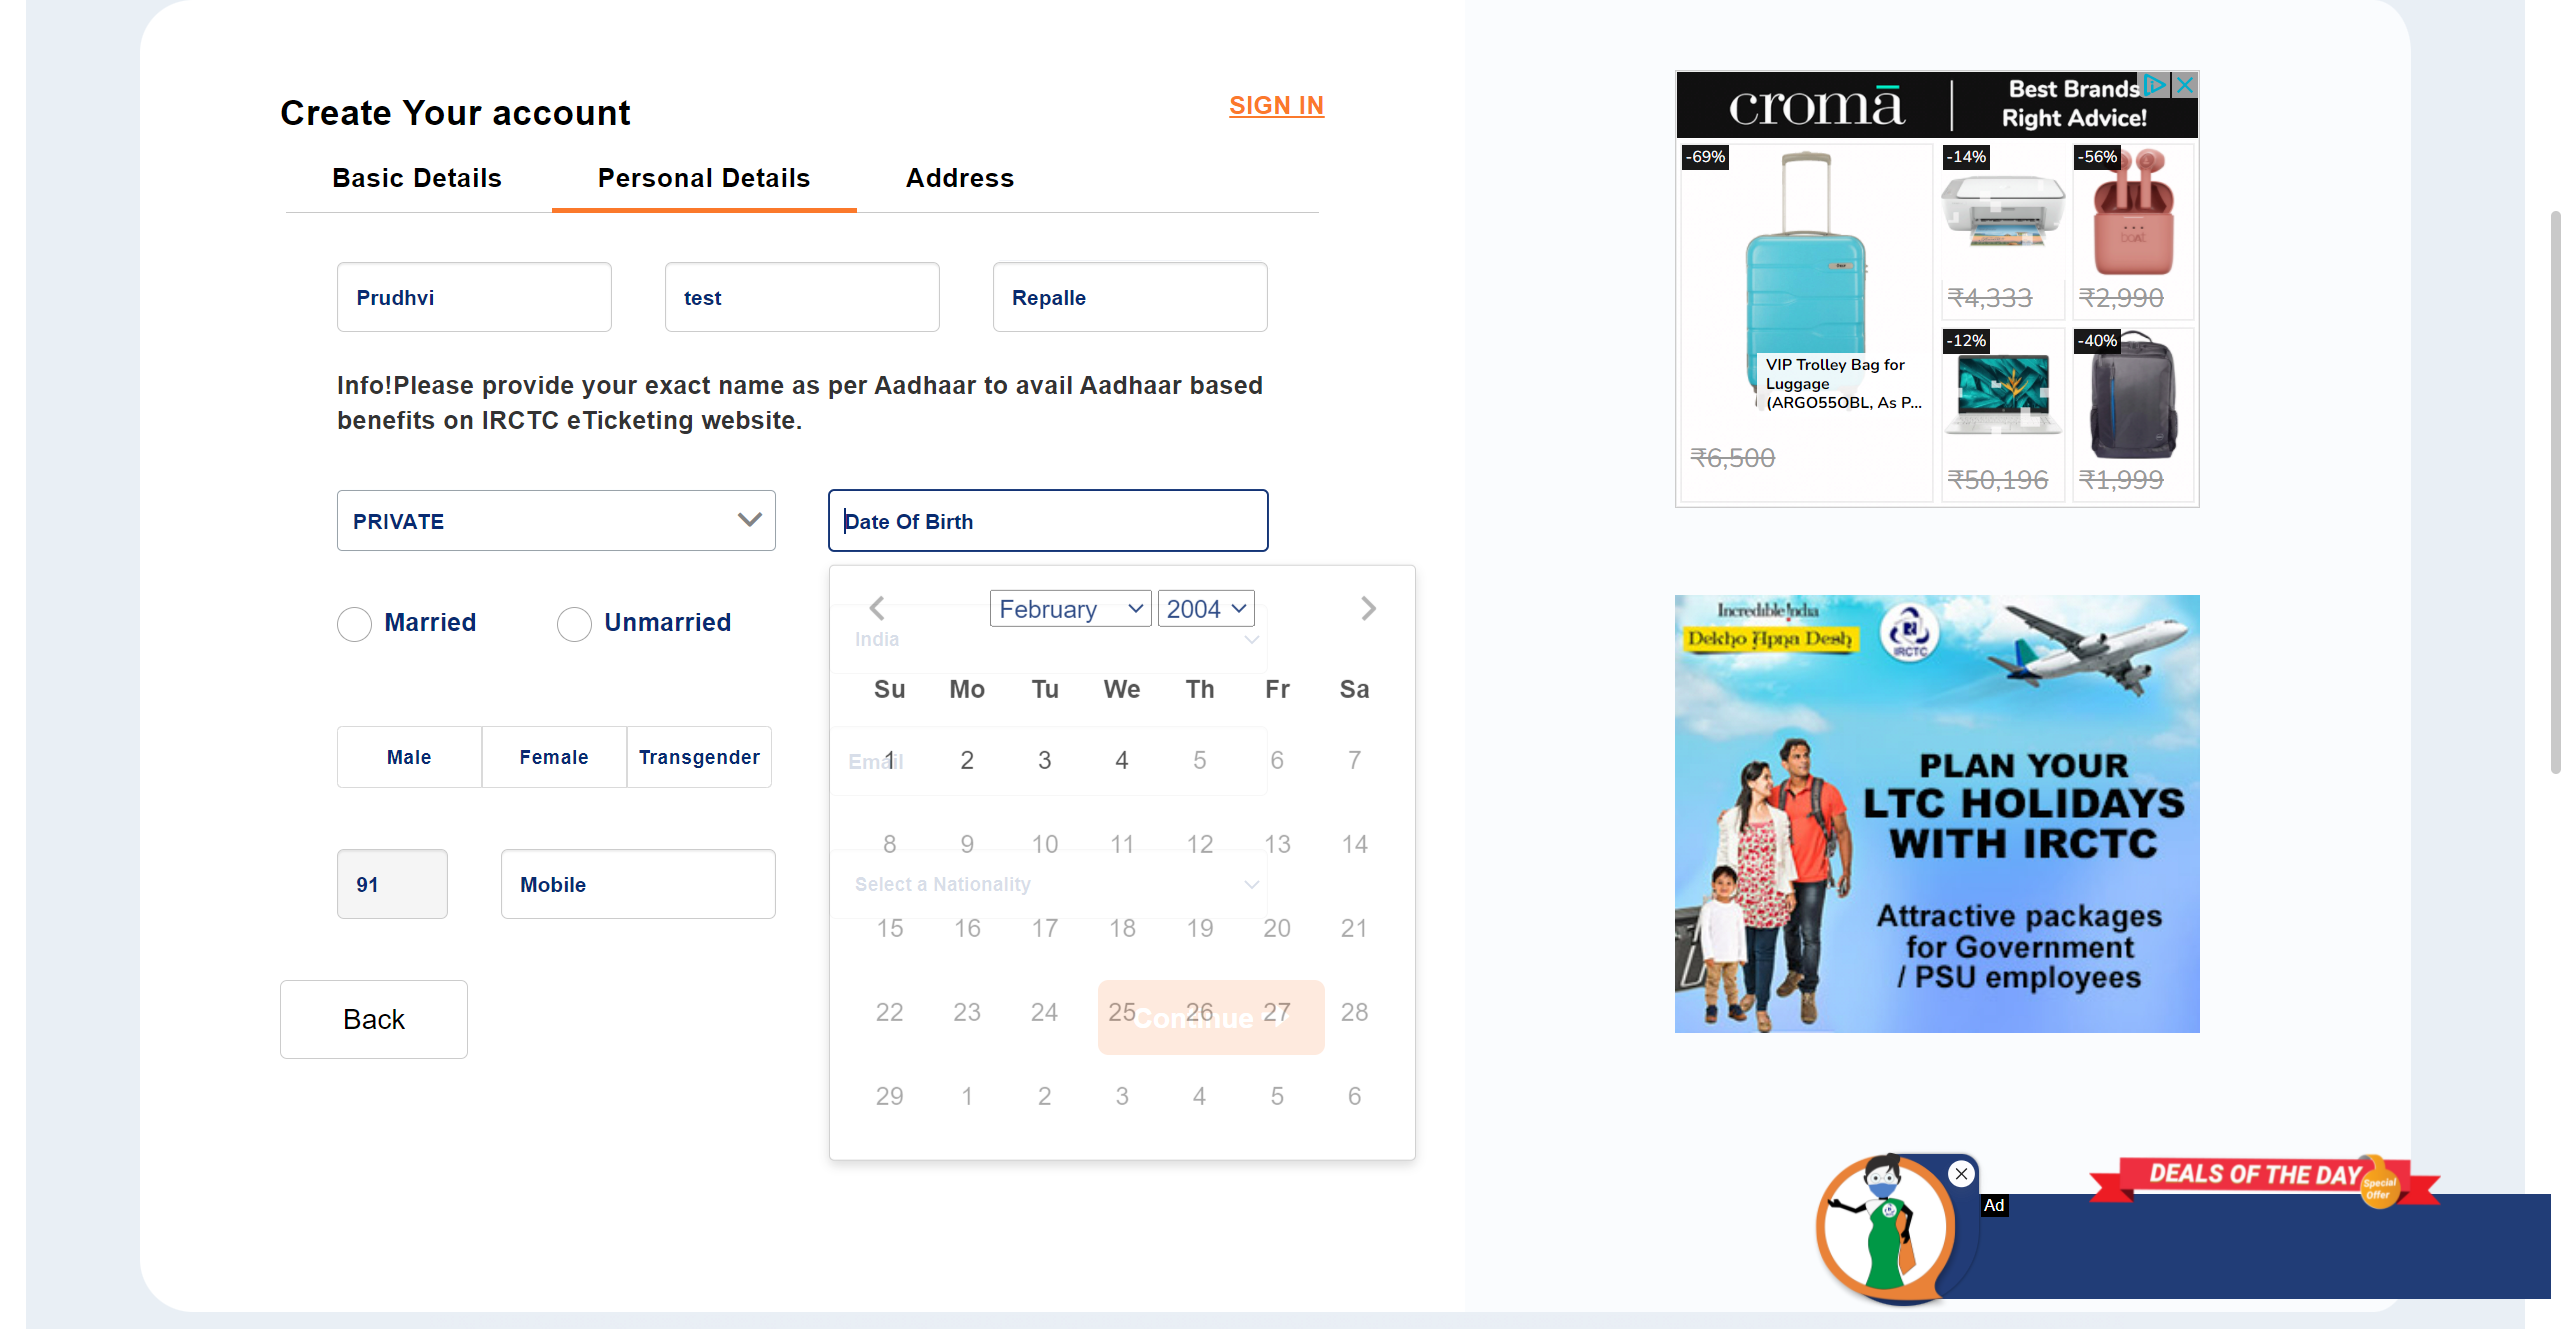 Create Your account
SIGN IN
Basic Details
Personal Details
Address
Prudhvi
test
Repalle
Info!Please provide your exact name as per Aadhaar to avail Aadhaar based
benefits on IRCTC eTicketing website.
PRIVATE
Date Of Birth
Married
Unmarried
February
2004
India
Su Mo Tu We Th Fr Sa
Male
Female
Transgender
Email
1 2 3 4 5 6 7
8 9 10 11 12 13 14
91
Mobile
Select a Nationality
15 16 17 18 19 20 21
22 23 24 25 26 27 28
Continue
Back
29 1 2 3 4 5 6
cromā
Best Brands
Right Advice!
-69%
-14%
-56%
boAt
₹4,333
₹2,990
-12%
-40%
VIP Trolley Bag for
Luggage
(ARGO55OBL, As P...
₹6,500
₹50,196
₹1,999
Incredible !ndia
Dekho Apna Desh
IRCTC
PLAN YOUR
LTC HOLIDAYS
WITH IRCTC
Attractive packages
for Government
/ PSU employees
DEALS OF THE DAY
Special
Offer
Ad